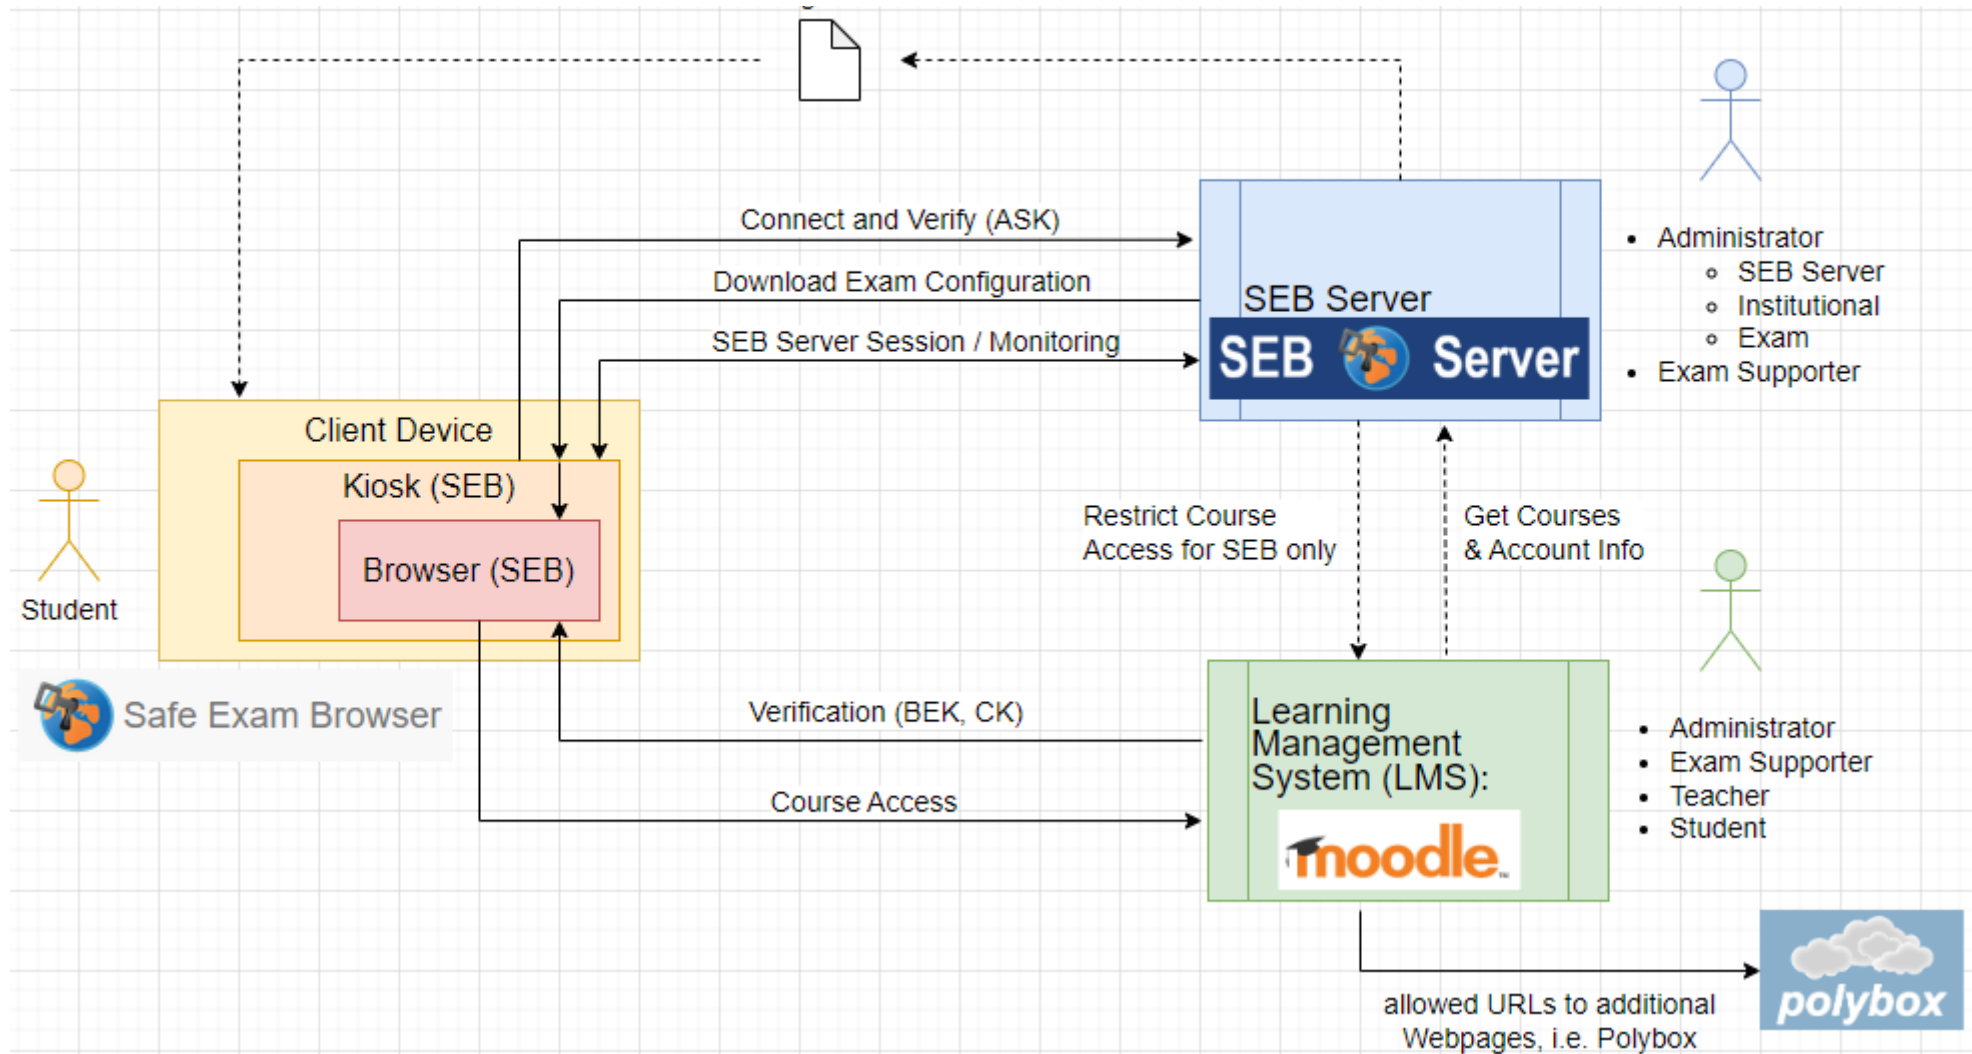 Connect and Verify (ASK)
Download Exam Configuration
SEB Server Session / Monitoring
SEB Server
SEB Server
Administrator
SEB Server
Institutional
Exam
Exam Supporter
Client Device
Kiosk (SEB)
Browser (SEB)
Student
Safe Exam Browser
Restrict Course
Access for SEB only
Get Courses
& Account Info
Verification (BEK, CK)
Course Access
Learning
Management
System (LMS):
moodle
Administrator
Exam Supporter
Teacher
Student
allowed URLs to additional
Webpages, i.e. Polybox
polybox